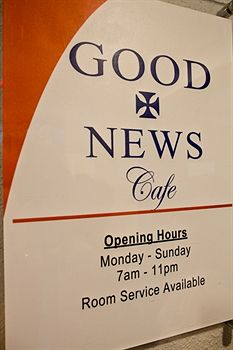 GOOD
NEWS
Cafe
Opening Hours
Monday - Sunday
7am - 11pm
Room Service Available